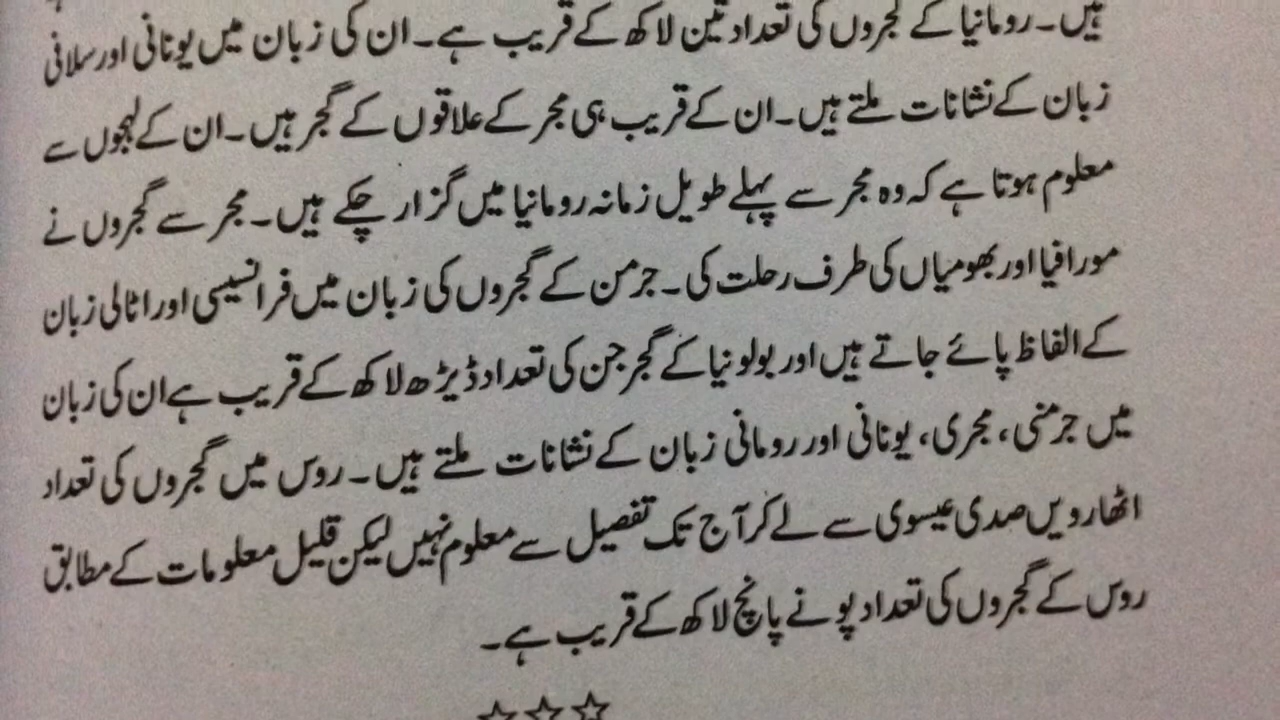 ہیں۔رومانیا کے گجروں کی تعداد تین لاکھ کے قریب ہے۔ان کی زبان میں یونانی اور سلانی
زبان کے نشانات ملتے ہیں۔ان کے قریب ہی مجر کے علاقوں کے گجر ہیں۔ان کے لہجوں سے
معلوم ہوتا ہے کہ وہ مجر سے پہلے طویل زمانہ رومانیا میں گزار چکے ہیں۔مجر سے گجروں نے
مورافیا اور بھومیاں کی طرف رحلت کی۔جرمن کے گجروں کی زبان میں فرانسیسی اور اٹالی زبان
کے الفاظ پائے جاتے ہیں اور بولونیا کے گجر جن کی تعداد ڈیڑھ لاکھ کے قریب ہے ان کی زبان
میں جرمنی، مجری، یونانی اور رومانی زبان کے نشانات ملتے ہیں۔روس میں گجروں کی تعداد
اٹھارویں صدی عیسوی سے لے کر آج تک تفصیل سے معلوم نہیں لیکن قلیل معلومات کے مطابق
روس کے گجروں کی تعداد پونے پانچ لاکھ کے قریب ہے۔
☆☆☆